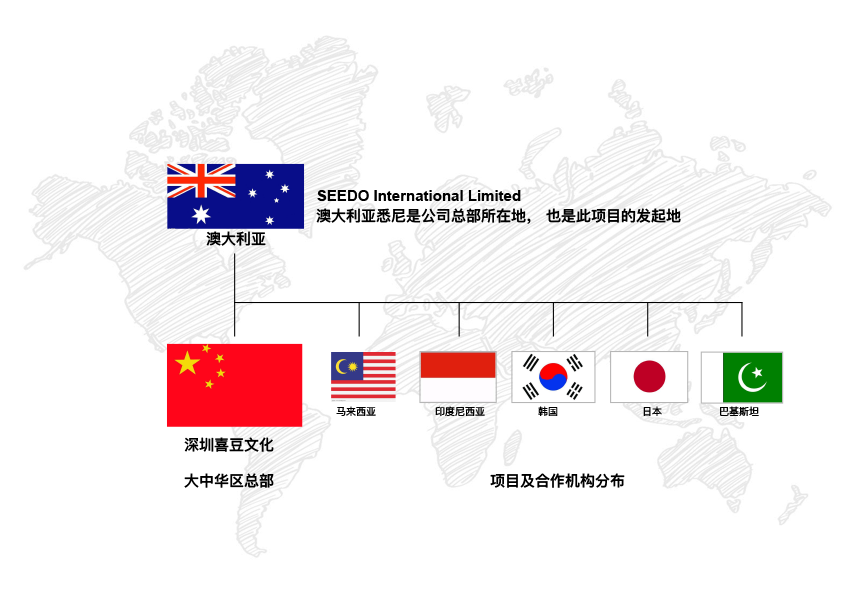 SEEDO International Limited
澳大利亚悉尼是公司总部所在地， 也是此项目的发起地
澳大利亚
马来西亚
印度尼西亚
韩国
日本
巴基斯坦
深圳喜豆文化
大中华区总部
项目及合作机构分布